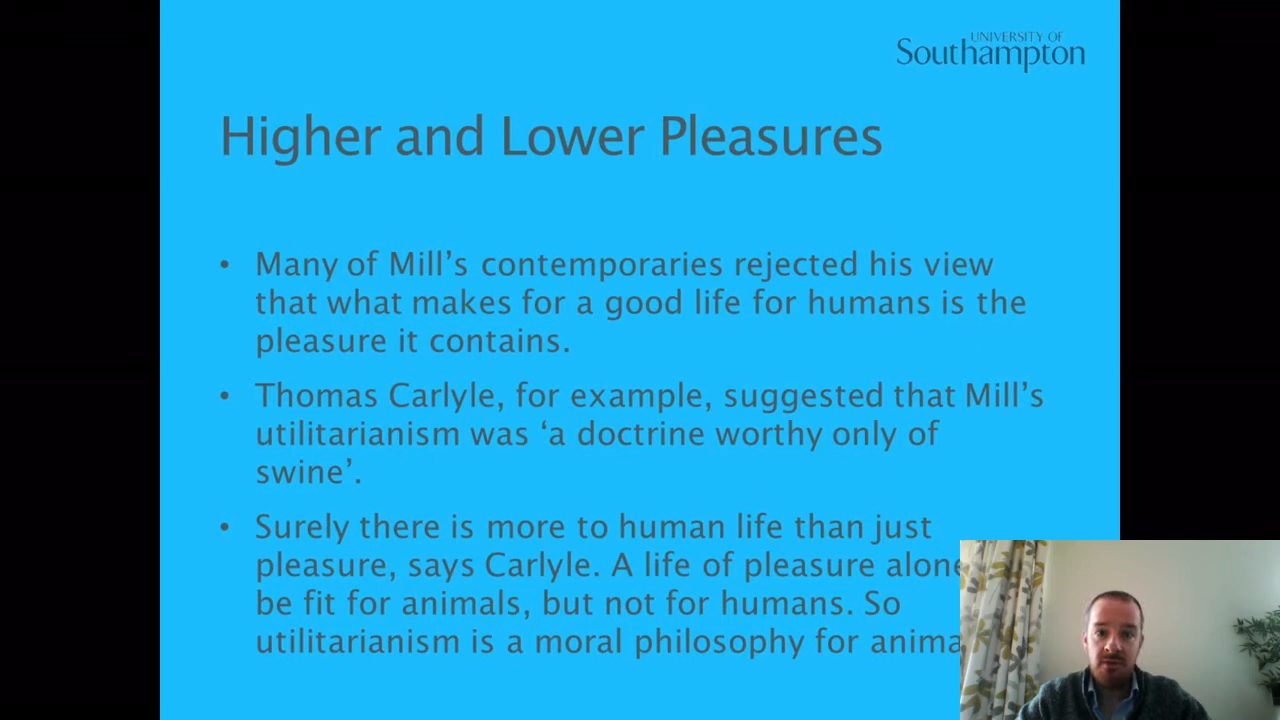 UNIVERSITY OF
Southampton
Higher and Lower Pleasures
• Many of Mill’s contemporaries rejected his view
that what makes for a good life for humans is the
pleasure it contains.
• Thomas Carlyle, for example, suggested that Mill’s
utilitarianism was ‘a doctrine worthy only of
swine’.
• Surely there is more to human life than just
pleasure, says Carlyle. A life of pleasure alone
be fit for animals, but not for humans. So
utilitarianism is a moral philosophy for